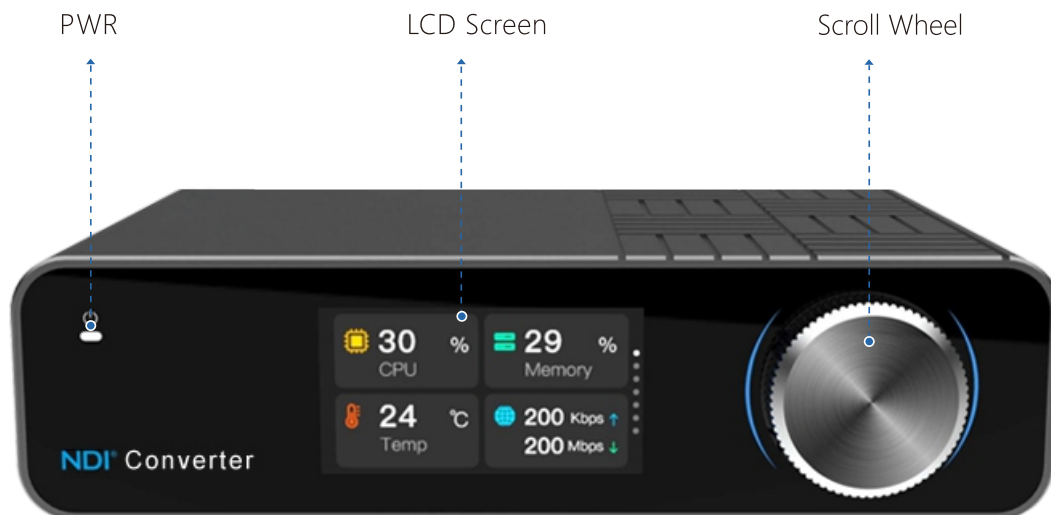 PWR
LCD Screen
Scroll Wheel
30 %
CPU
29 %
Memory
24 ℃
Temp
200 Kbps ↑
200 Mbps ↓
NDI® Converter